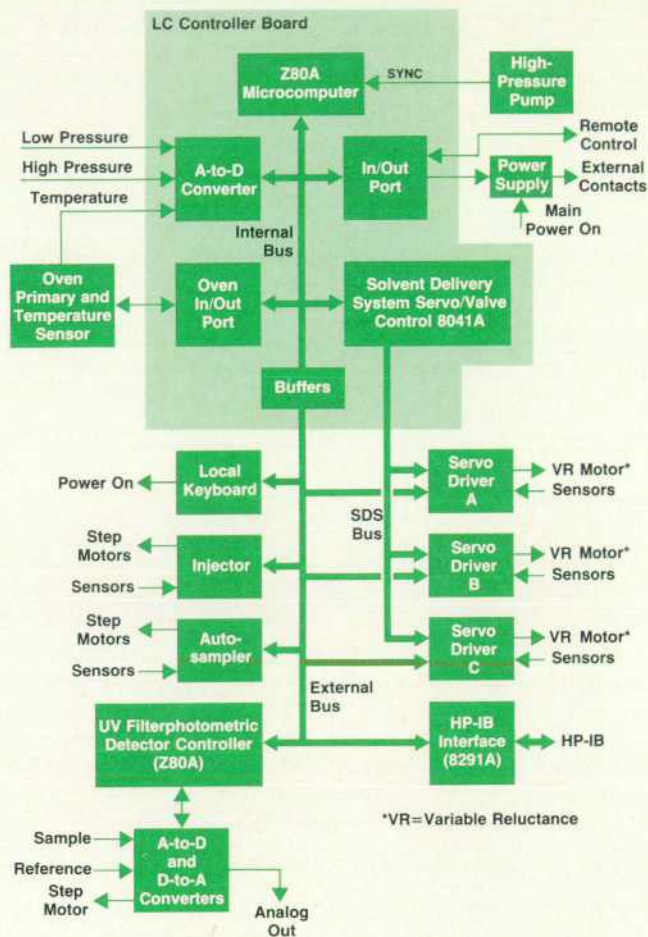 LC Controller Board
Z80A
Microcomputer
SYNC
High-
Pressure
Pump
Low Pressure
High Pressure
Temperature
A-to-D
Converter
In/Out
Port
Remote
Control
Power
Supply
External
Contacts
Main
Power On
Internal
Bus
Oven
Primary and
Temperature
Sensor
Oven
In/Out
Port
Solvent Delivery
System Servo/Valve
Control 8041A
Buffers
Power On
Local
Keyboard
Servo
Driver
A
VR Motor*
Sensors
SDS
Bus
Step
Motors
Sensors
Injector
Servo
Driver
B
VR Motor*
Sensors
Step
Motors
Sensors
Auto-
sampler
Servo
Driver
C
VR Motor*
Sensors
External
Bus
UV Filterphotometric
Detector Controller
(Z80A)
HP-IB
Interface
(8291A)
HP-IB
*VR=Variable Reluctance
Sample
Reference
Step
Motor
A-to-D
and
D-to-A
Converters
Analog
Out